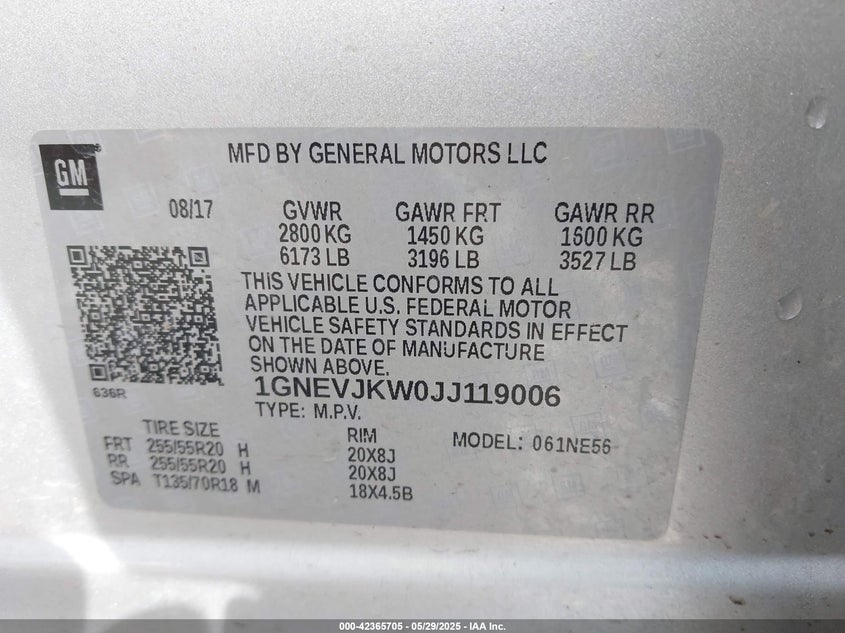 GM
MFD BY GENERAL MOTORS LLC
08/17 GVWR GAWR FRT GAWR RR
2800 KG 1450 KG 1600 KG
6173 LB 3196 LB 3527 LB
THIS VEHICLE CONFORMS TO ALL
APPLICABLE U.S. FEDERAL MOTOR
VEHICLE SAFETY STANDARDS IN EFFECT
ON THE DATE OF MANUFACTURE
SHOWN ABOVE.
636R
1GNEVJKW0JJ119006
TYPE: M.P.V.
TIRE SIZE RIM MODEL: 061NE56
FRT 255/55R20 H 20X8J
RR 255/55R20 H 20X8J
SPA T135/70R18 M 18X4.5B
000-42365705 - 05/29/2025 - IAA Inc.